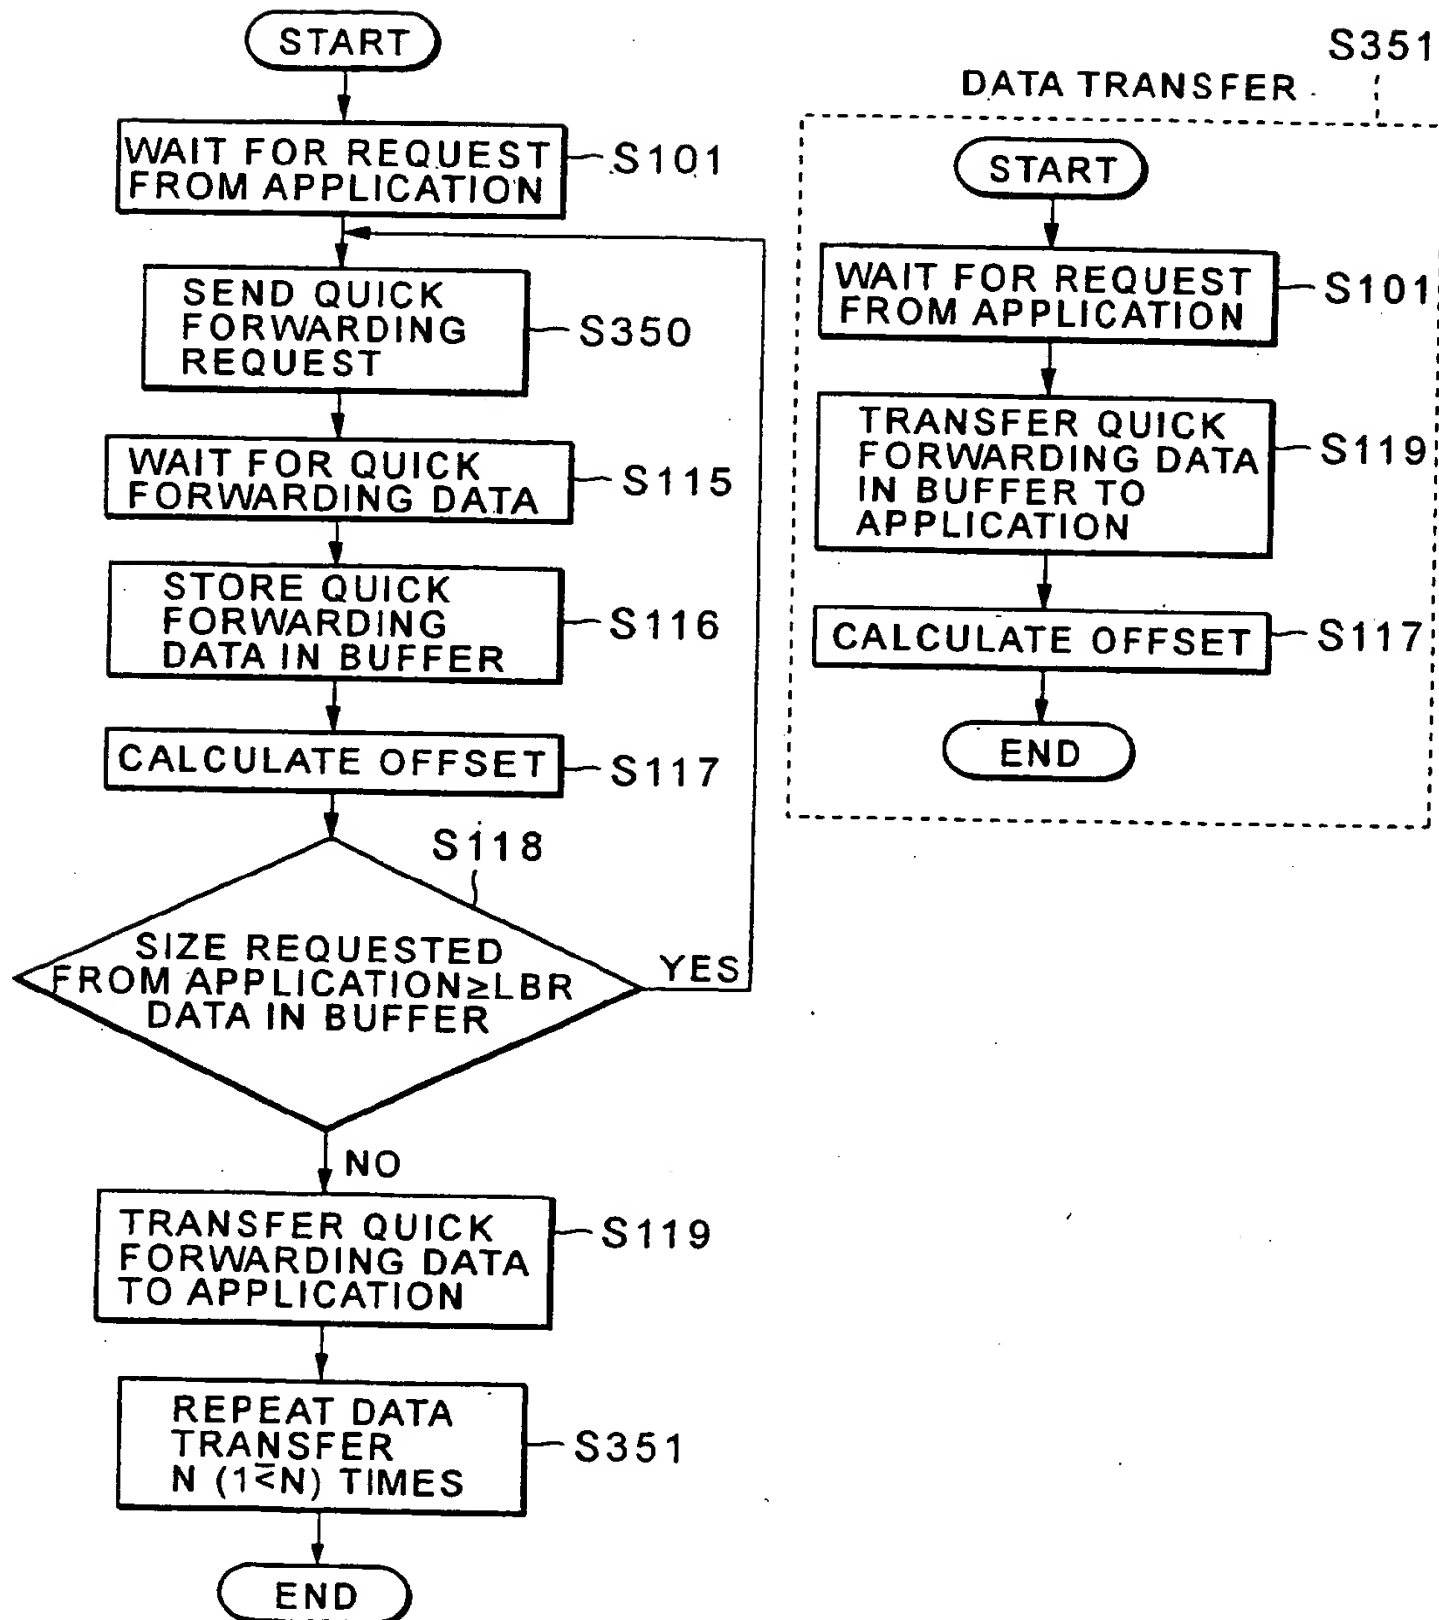 START
WAIT FOR REQUEST
FROM APPLICATION
S101
SEND QUICK
FORWARDING
REQUEST
S350
WAIT FOR QUICK
FORWARDING DATA
S115
STORE QUICK
FORWARDING
DATA IN BUFFER
S116
CALCULATE OFFSET
S117
S118
SIZE REQUESTED
FROM APPLICATION≥LBR
DATA IN BUFFER
YES
NO
TRANSFER QUICK
FORWARDING DATA
TO APPLICATION
S119
REPEAT DATA
TRANSFER
N (1≦N) TIMES
S351
END
S351
DATA TRANSFER
START
WAIT FOR REQUEST
FROM APPLICATION
S101
TRANSFER QUICK
FORWARDING DATA
IN BUFFER TO
APPLICATION
S119
CALCULATE OFFSET
S117
END